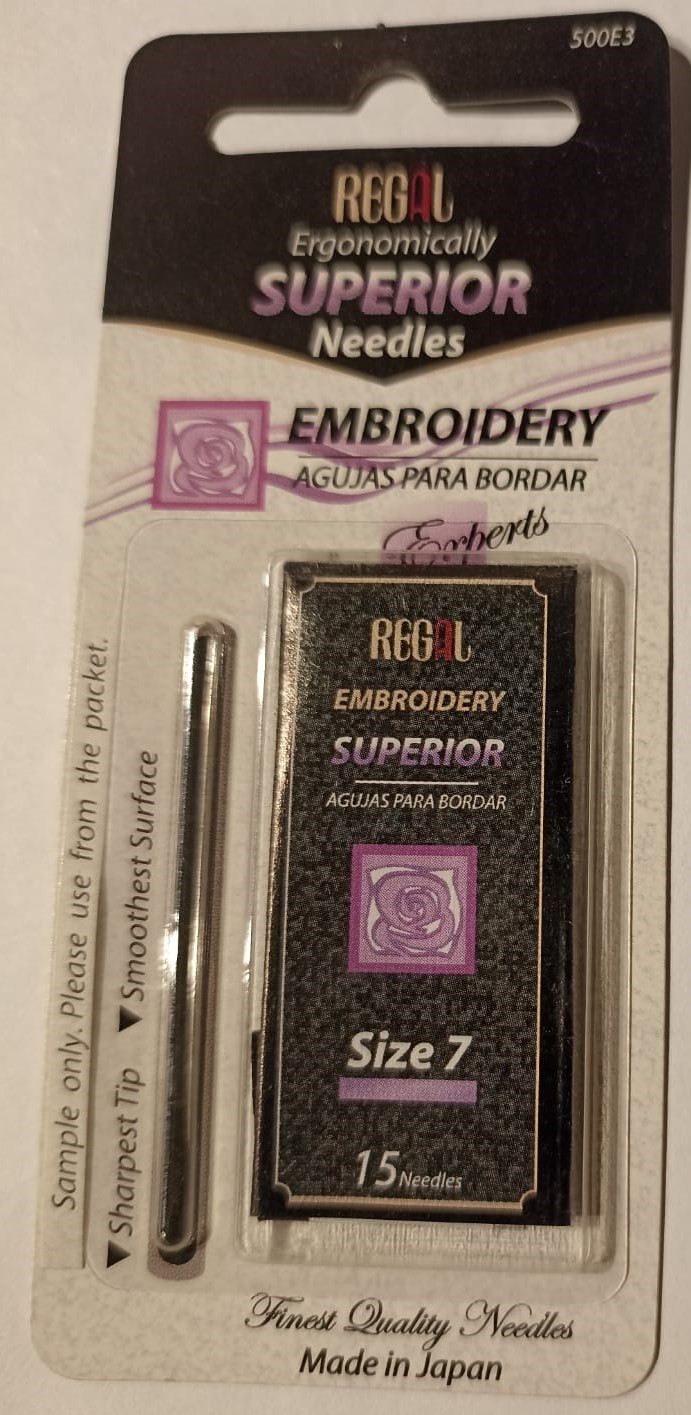 500E3
REGAL
Ergonomically
SUPERIOR
Needles
EMBROIDERY
AGUJAS PARA BORDAR
Experts
REGAL
EMBROIDERY
SUPERIOR
AGUJAS PARA BORDAR
Size 7
15 Needles
Sample only. Please use from the packet.
▼ Sharpest Tip ▼ Smoothest Surface
Finest Quality Needles
Made in Japan